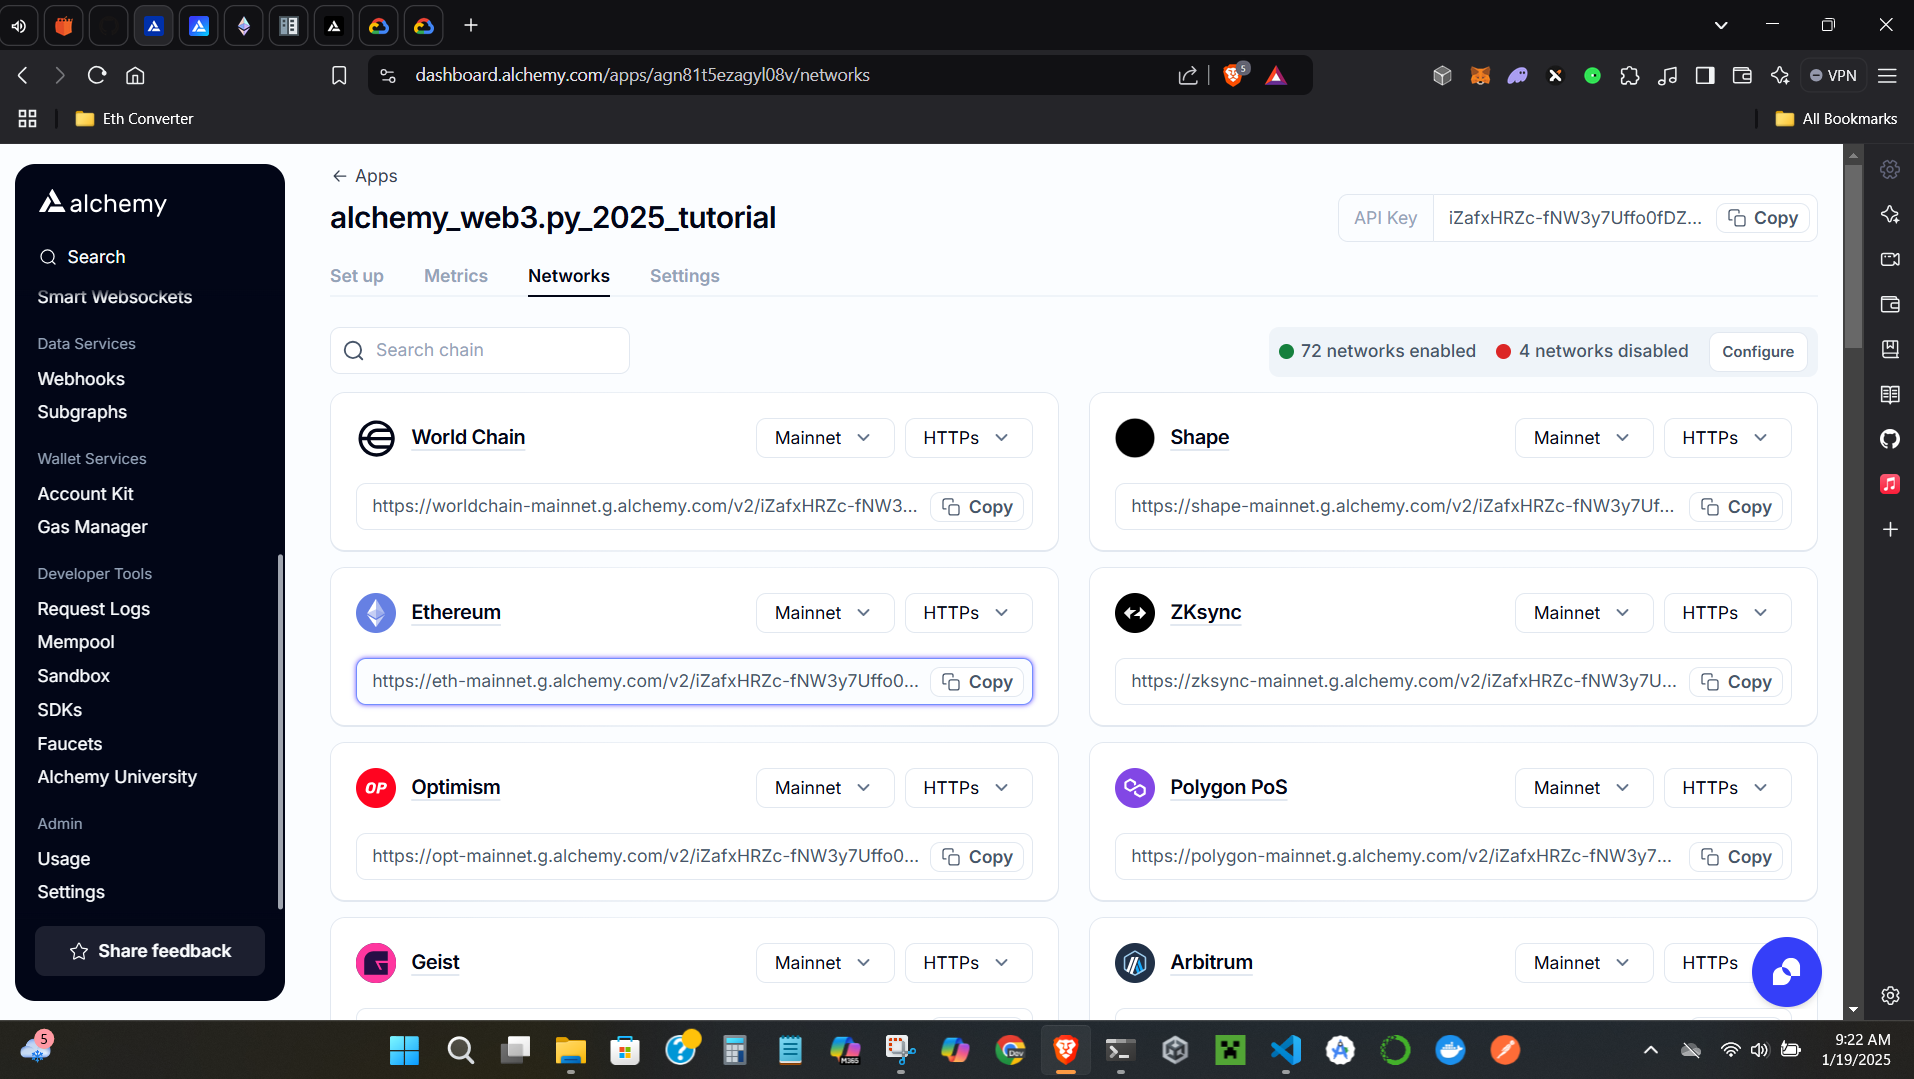 dashboard.alchemy.com/apps/agn81t5ezagyl08v/networks
5
VPN
Eth Converter
All Bookmarks
alchemy
Search
Smart Websockets
Data Services
Webhooks
Subgraphs
Wallet Services
Account Kit
Gas Manager
Developer Tools
Request Logs
Mempool
Sandbox
SDKs
Faucets
Alchemy University
Admin
Usage
Settings
Share feedback
Apps
alchemy_web3.py_2025_tutorial
API Key iZafxHRZc-fNW3y7Uffo0fDZ... Copy
Set up Metrics Networks Settings
Search chain
72 networks enabled 4 networks disabled Configure
World Chain Mainnet HTTPs
https://worldchain-mainnet.g.alchemy.com/v2/iZafxHRZc-fNW3... Copy
Shape Mainnet HTTPs
https://shape-mainnet.g.alchemy.com/v2/iZafxHRZc-fNW3y7Uf... Copy
Ethereum Mainnet HTTPs
https://eth-mainnet.g.alchemy.com/v2/iZafxHRZc-fNW3y7Uffo0... Copy
ZKsync Mainnet HTTPs
https://zksync-mainnet.g.alchemy.com/v2/iZafxHRZc-fNW3y7U... Copy
OP
Optimism Mainnet HTTPs
https://opt-mainnet.g.alchemy.com/v2/iZafxHRZc-fNW3y7Uffo0... Copy
Polygon PoS Mainnet HTTPs
https://polygon-mainnet.g.alchemy.com/v2/iZafxHRZc-fNW3y7... Copy
Geist Mainnet HTTPs
Arbitrum Mainnet HTTPs
5
M365
Dev
9:22 AM
1/19/2025